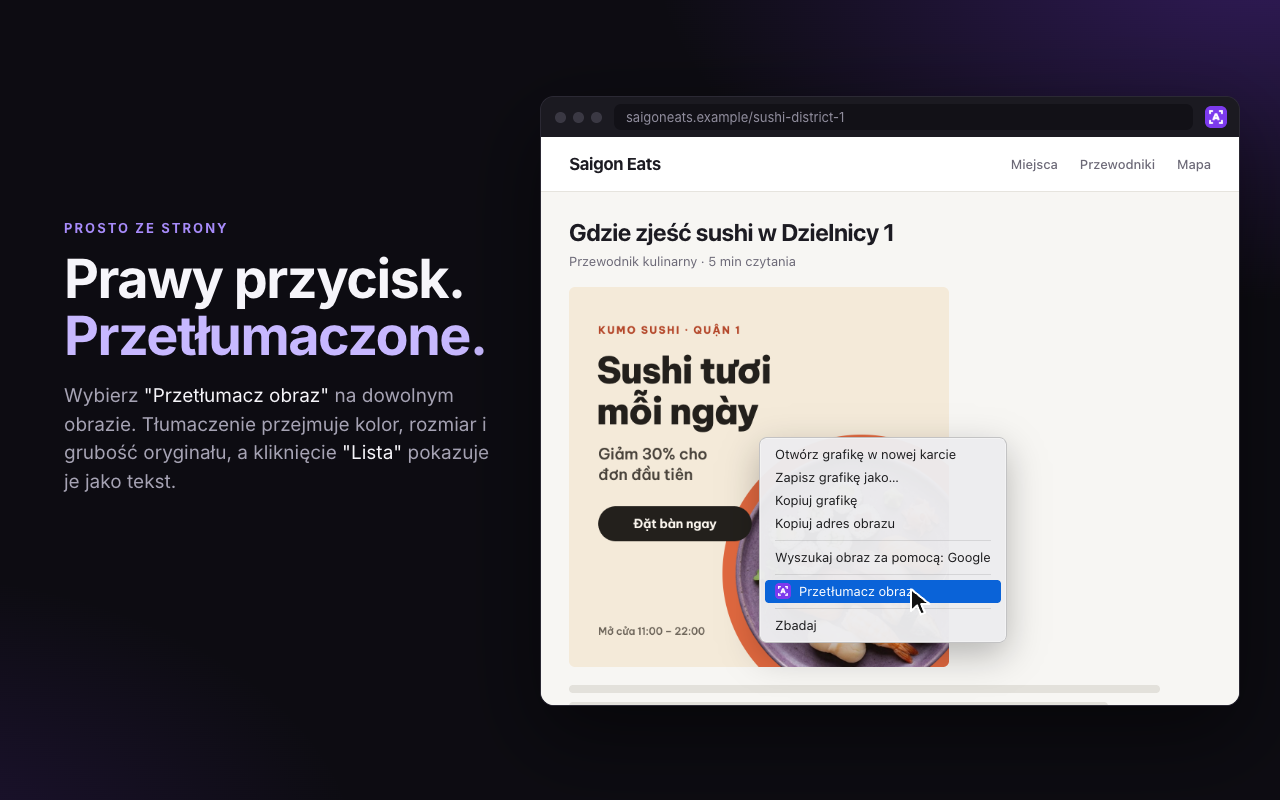 PROSTO ZE STRONY
Prawy przycisk.
Przetłumaczone.
Wybierz "Przetłumacz obraz" na dowolnym
obrazie. Tłumaczenie przejmuje kolor, rozmiar i
grubość oryginału, a kliknięcie "Lista" pokazuje
je jako tekst.
saigoneats.example/sushi-district-1
A
Saigon Eats
Miejsca
Przewodniki
Mapa
Gdzie zjeść sushi w Dzielnicy 1
Przewodnik kulinarny · 5 min czytania
KUMO SUSHI · QUẬN 1
Sushi tươi
mỗi ngày
Giảm 30% cho
đơn đầu tiên
Đặt bàn ngay
Mở cửa 11:00 – 22:00
Otwórz grafikę w nowej karcie
Zapisz grafikę jako...
Kopiuj grafikę
Kopiuj adres obrazu
Wyszukaj obraz za pomocą: Google
A
Przetłumacz obraz
Zbadaj